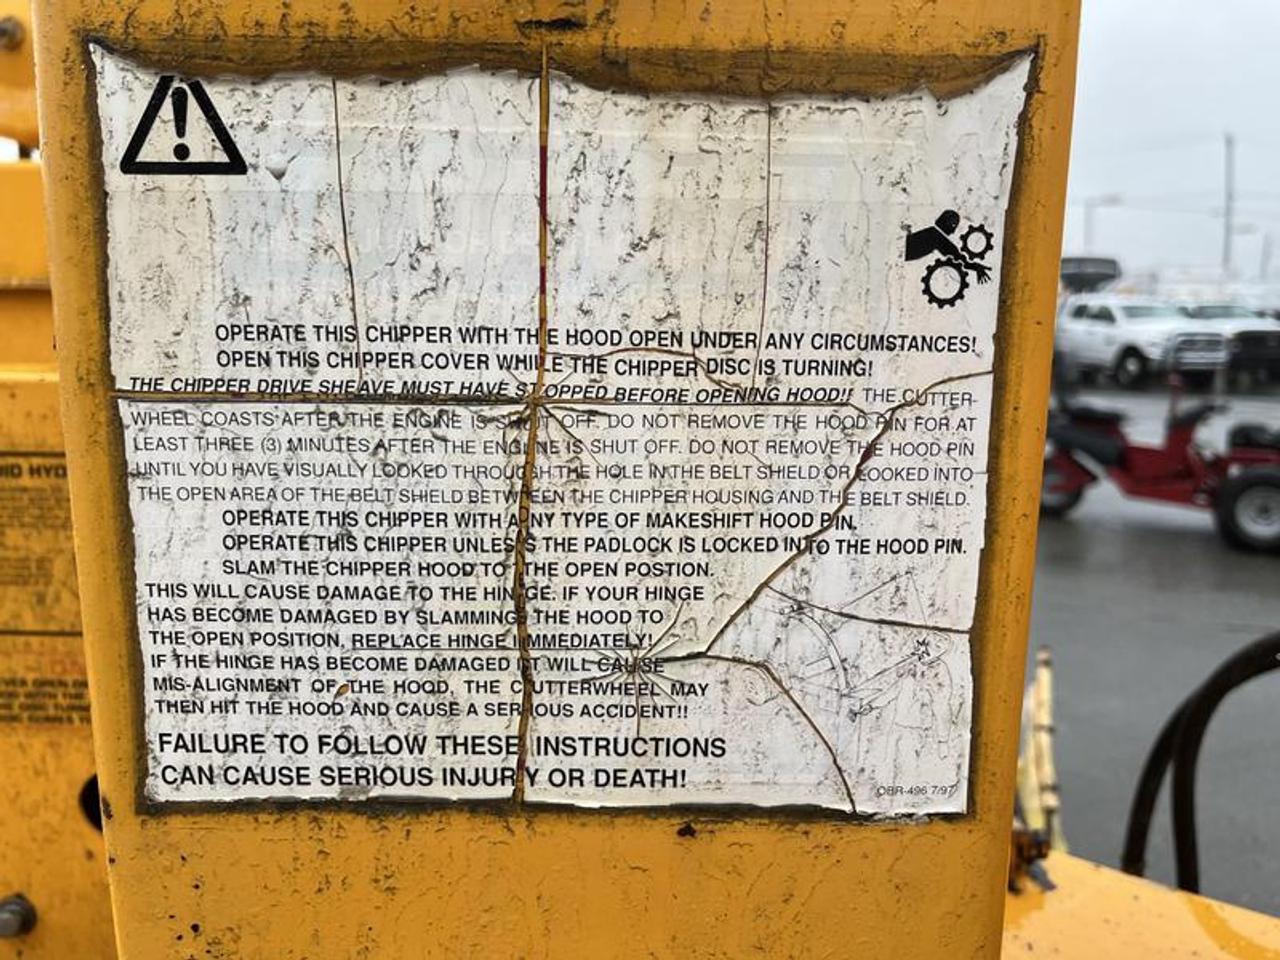 OPERATE THIS CHIPPER WITH THE HOOD OPEN UNDER ANY CIRCUMSTANCES!
OPEN THIS CHIPPER COVER WHILE THE CHIPPER DISC IS TURNING!
THE CHIPPER DRIVE SHEAVE MUST HAVE STOPPED BEFORE OPENING HOOD!! THE CUTTER-
WHEEL COASTS AFTER THE ENGINE IS SHUT OFF. DO NOT REMOVE THE HOOD PIN FOR AT
LEAST THREE (3) MINUTES AFTER THE ENGINE IS SHUT OFF. DO NOT REMOVE THE HOOD PIN
UNTIL YOU HAVE VISUALLY LOOKED THROUGH THE HOLE IN THE BELT SHIELD OR LOOKED INTO
THE OPEN AREA OF THE BELT SHIELD BETWEEN THE CHIPPER HOUSING AND THE BELT SHIELD.
OPERATE THIS CHIPPER WITH ANY TYPE OF MAKESHIFT HOOD PIN.
OPERATE THIS CHIPPER UNLESS THE PADLOCK IS LOCKED INTO THE HOOD PIN.
SLAM THE CHIPPER HOOD TO THE OPEN POSTION.
THIS WILL CAUSE DAMAGE TO THE HINGE. IF YOUR HINGE
HAS BECOME DAMAGED BY SLAMMING THE HOOD TO
THE OPEN POSITION, REPLACE HINGE IMMEDIATELY!
IF THE HINGE HAS BECOME DAMAGED IT WILL CAUSE
MIS-ALIGNMENT OF THE HOOD, THE CUTTERWHEEL MAY
THEN HIT THE HOOD AND CAUSE A SERIOUS ACCIDENT!!
FAILURE TO FOLLOW THESE INSTRUCTIONS
CAN CAUSE SERIOUS INJURY OR DEATH!
OBR-496 7/97